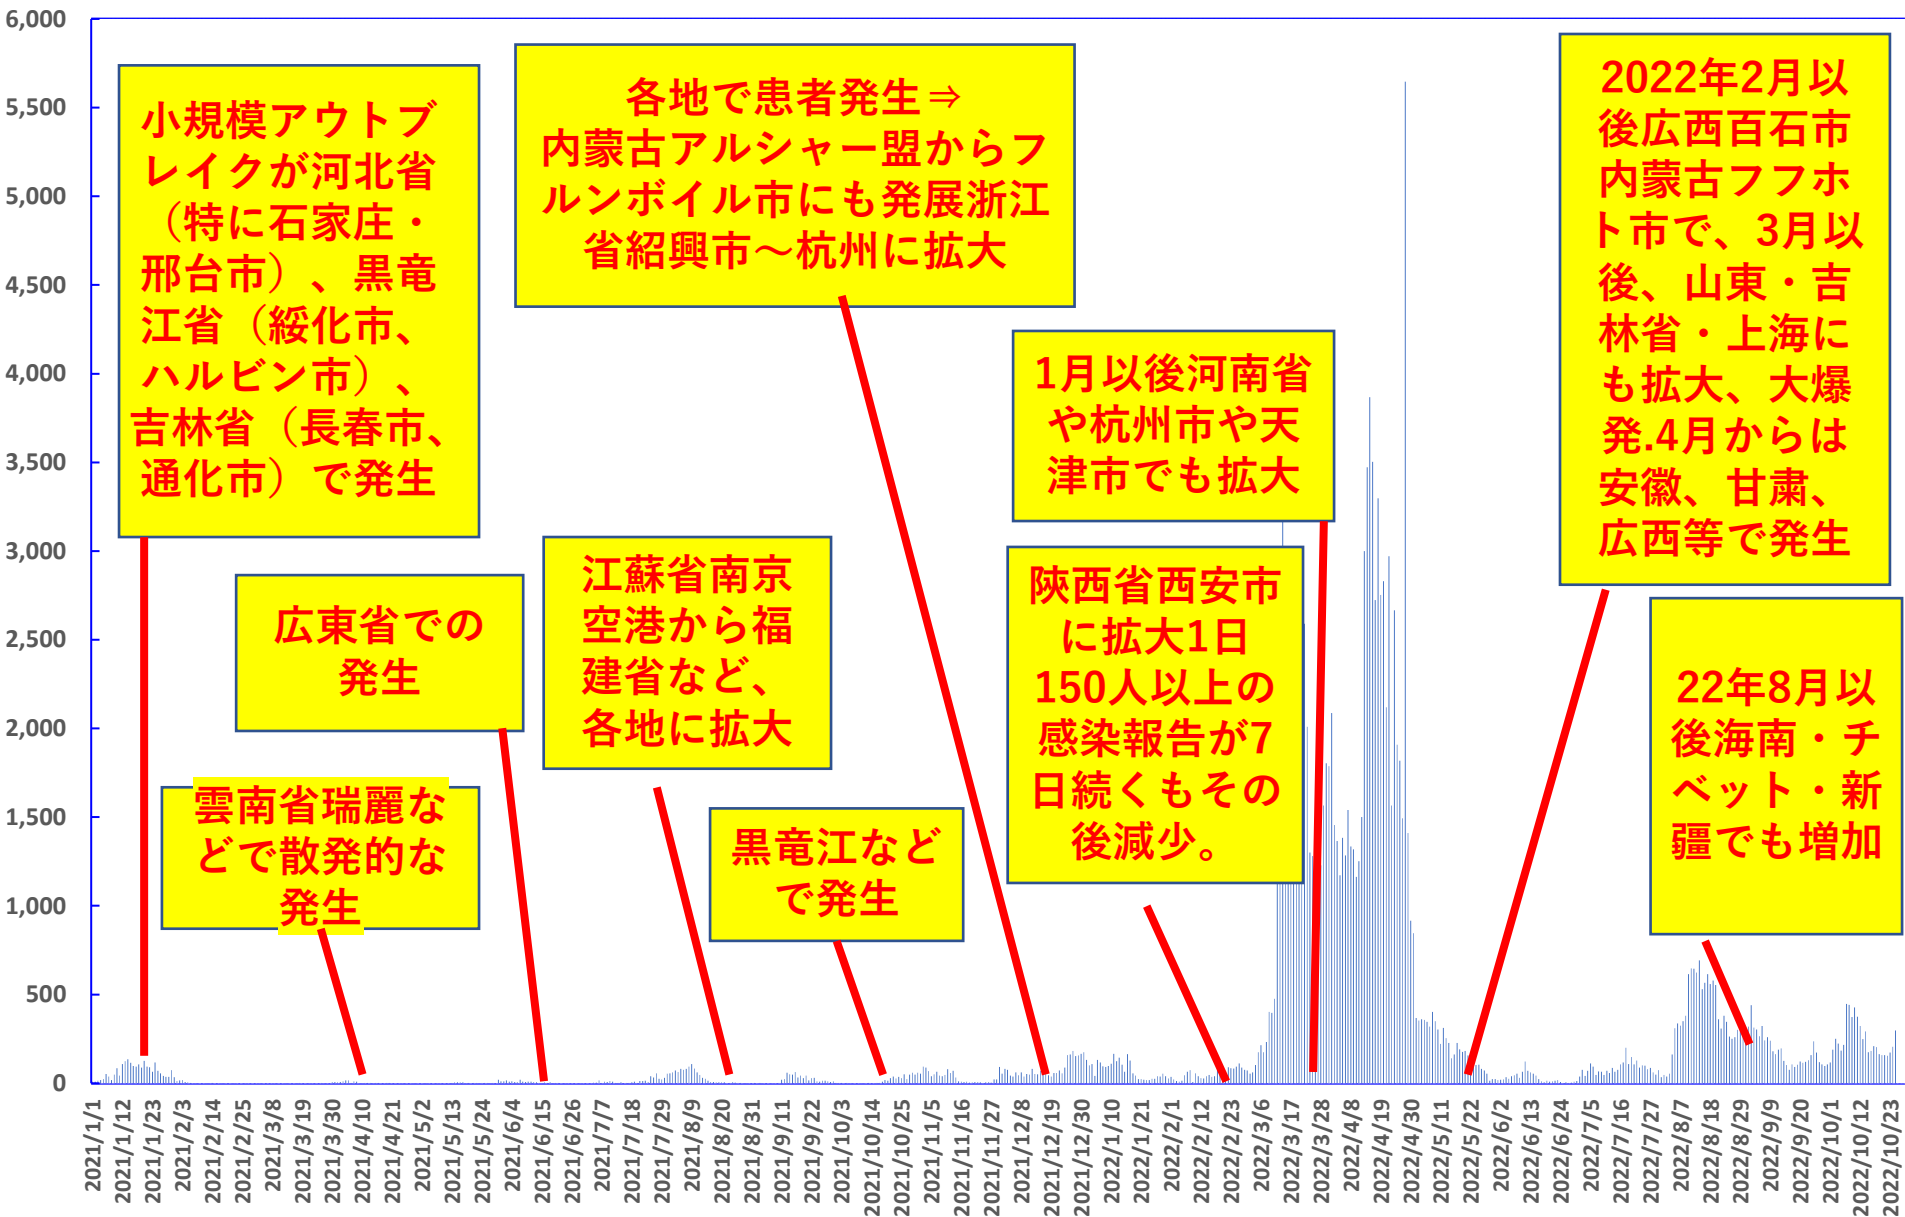 6,000
5,500
5,000
4,500
4,000
3,500
3,000
2,500
2,000
1,500
1,000
500
0
小規模アウトブ
レイクが河北省
（特に石家庄・
邢台市）、黒竜
江省（綏化市、
ハルビン市）、
吉林省（長春市、
通化市）で発生
雲南省瑞麗な
どで散発的な
発生
広東省での
発生
江蘇省南京
空港から福
建省など、
各地に拡大
黒竜江など
で発生
各地で患者発生⇒
内蒙古アルシャー盟からフ
ルンボイル市にも発展浙江
省紹興市～杭州に拡大
陝西省西安市
に拡大1日
150人以上の
感染報告が7
日続くもその
後減少。
1月以後河南省
や杭州市や天
津市でも拡大
2022年2月以
後広西百石市
内蒙古フフホ
ト市で、3月以
後、山東・吉
林省・上海に
も拡大、大爆
発.4月からは
安徽、甘粛、
広西等で発生
22年8月以
後海南・チ
ベット・新
疆でも増加
2021/1/1
2021/1/12
2021/1/23
2021/2/3
2021/2/14
2021/2/25
2021/3/8
2021/3/19
2021/3/30
2021/4/10
2021/4/21
2021/5/2
2021/5/13
2021/5/24
2021/6/4
2021/6/15
2021/6/26
2021/7/7
2021/7/18
2021/7/29
2021/8/9
2021/8/20
2021/8/31
2021/9/11
2021/9/22
2021/10/3
2021/10/14
2021/10/25
2021/11/5
2021/11/16
2021/11/27
2021/12/8
2021/12/19
2021/12/30
2022/1/10
2022/1/21
2022/2/1
2022/2/12
2022/2/23
2022/3/6
2022/3/17
2022/3/28
2022/4/8
2022/4/19
2022/4/30
2022/5/11
2022/5/22
2022/6/2
2022/6/13
2022/6/24
2022/7/5
2022/7/16
2022/7/27
2022/8/7
2022/8/18
2022/8/29
2022/9/9
2022/9/20
2022/10/1
2022/10/12
2022/10/23